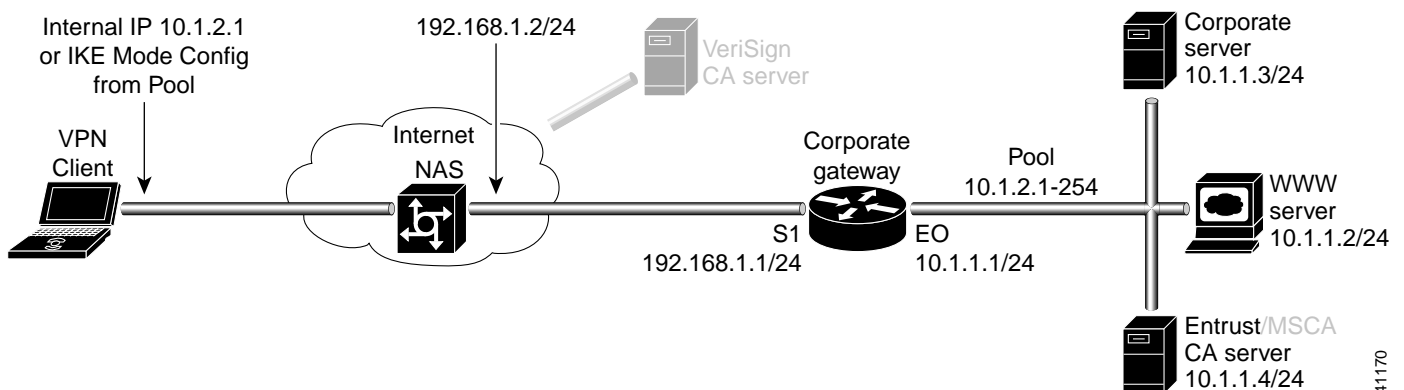 Internal IP 10.1.2.1
or IKE Mode Config
from Pool
192.168.1.2/24
VeriSign
CA server
Corporate
server
10.1.1.3/24
VPN
Client
Internet
NAS
Corporate
gateway
Pool
10.1.2.1-254
WWW
server
10.1.1.2/24
S1
192.168.1.1/24
EO
10.1.1.1/24
Entrust/MSCA
CA server
10.1.1.4/24
41170